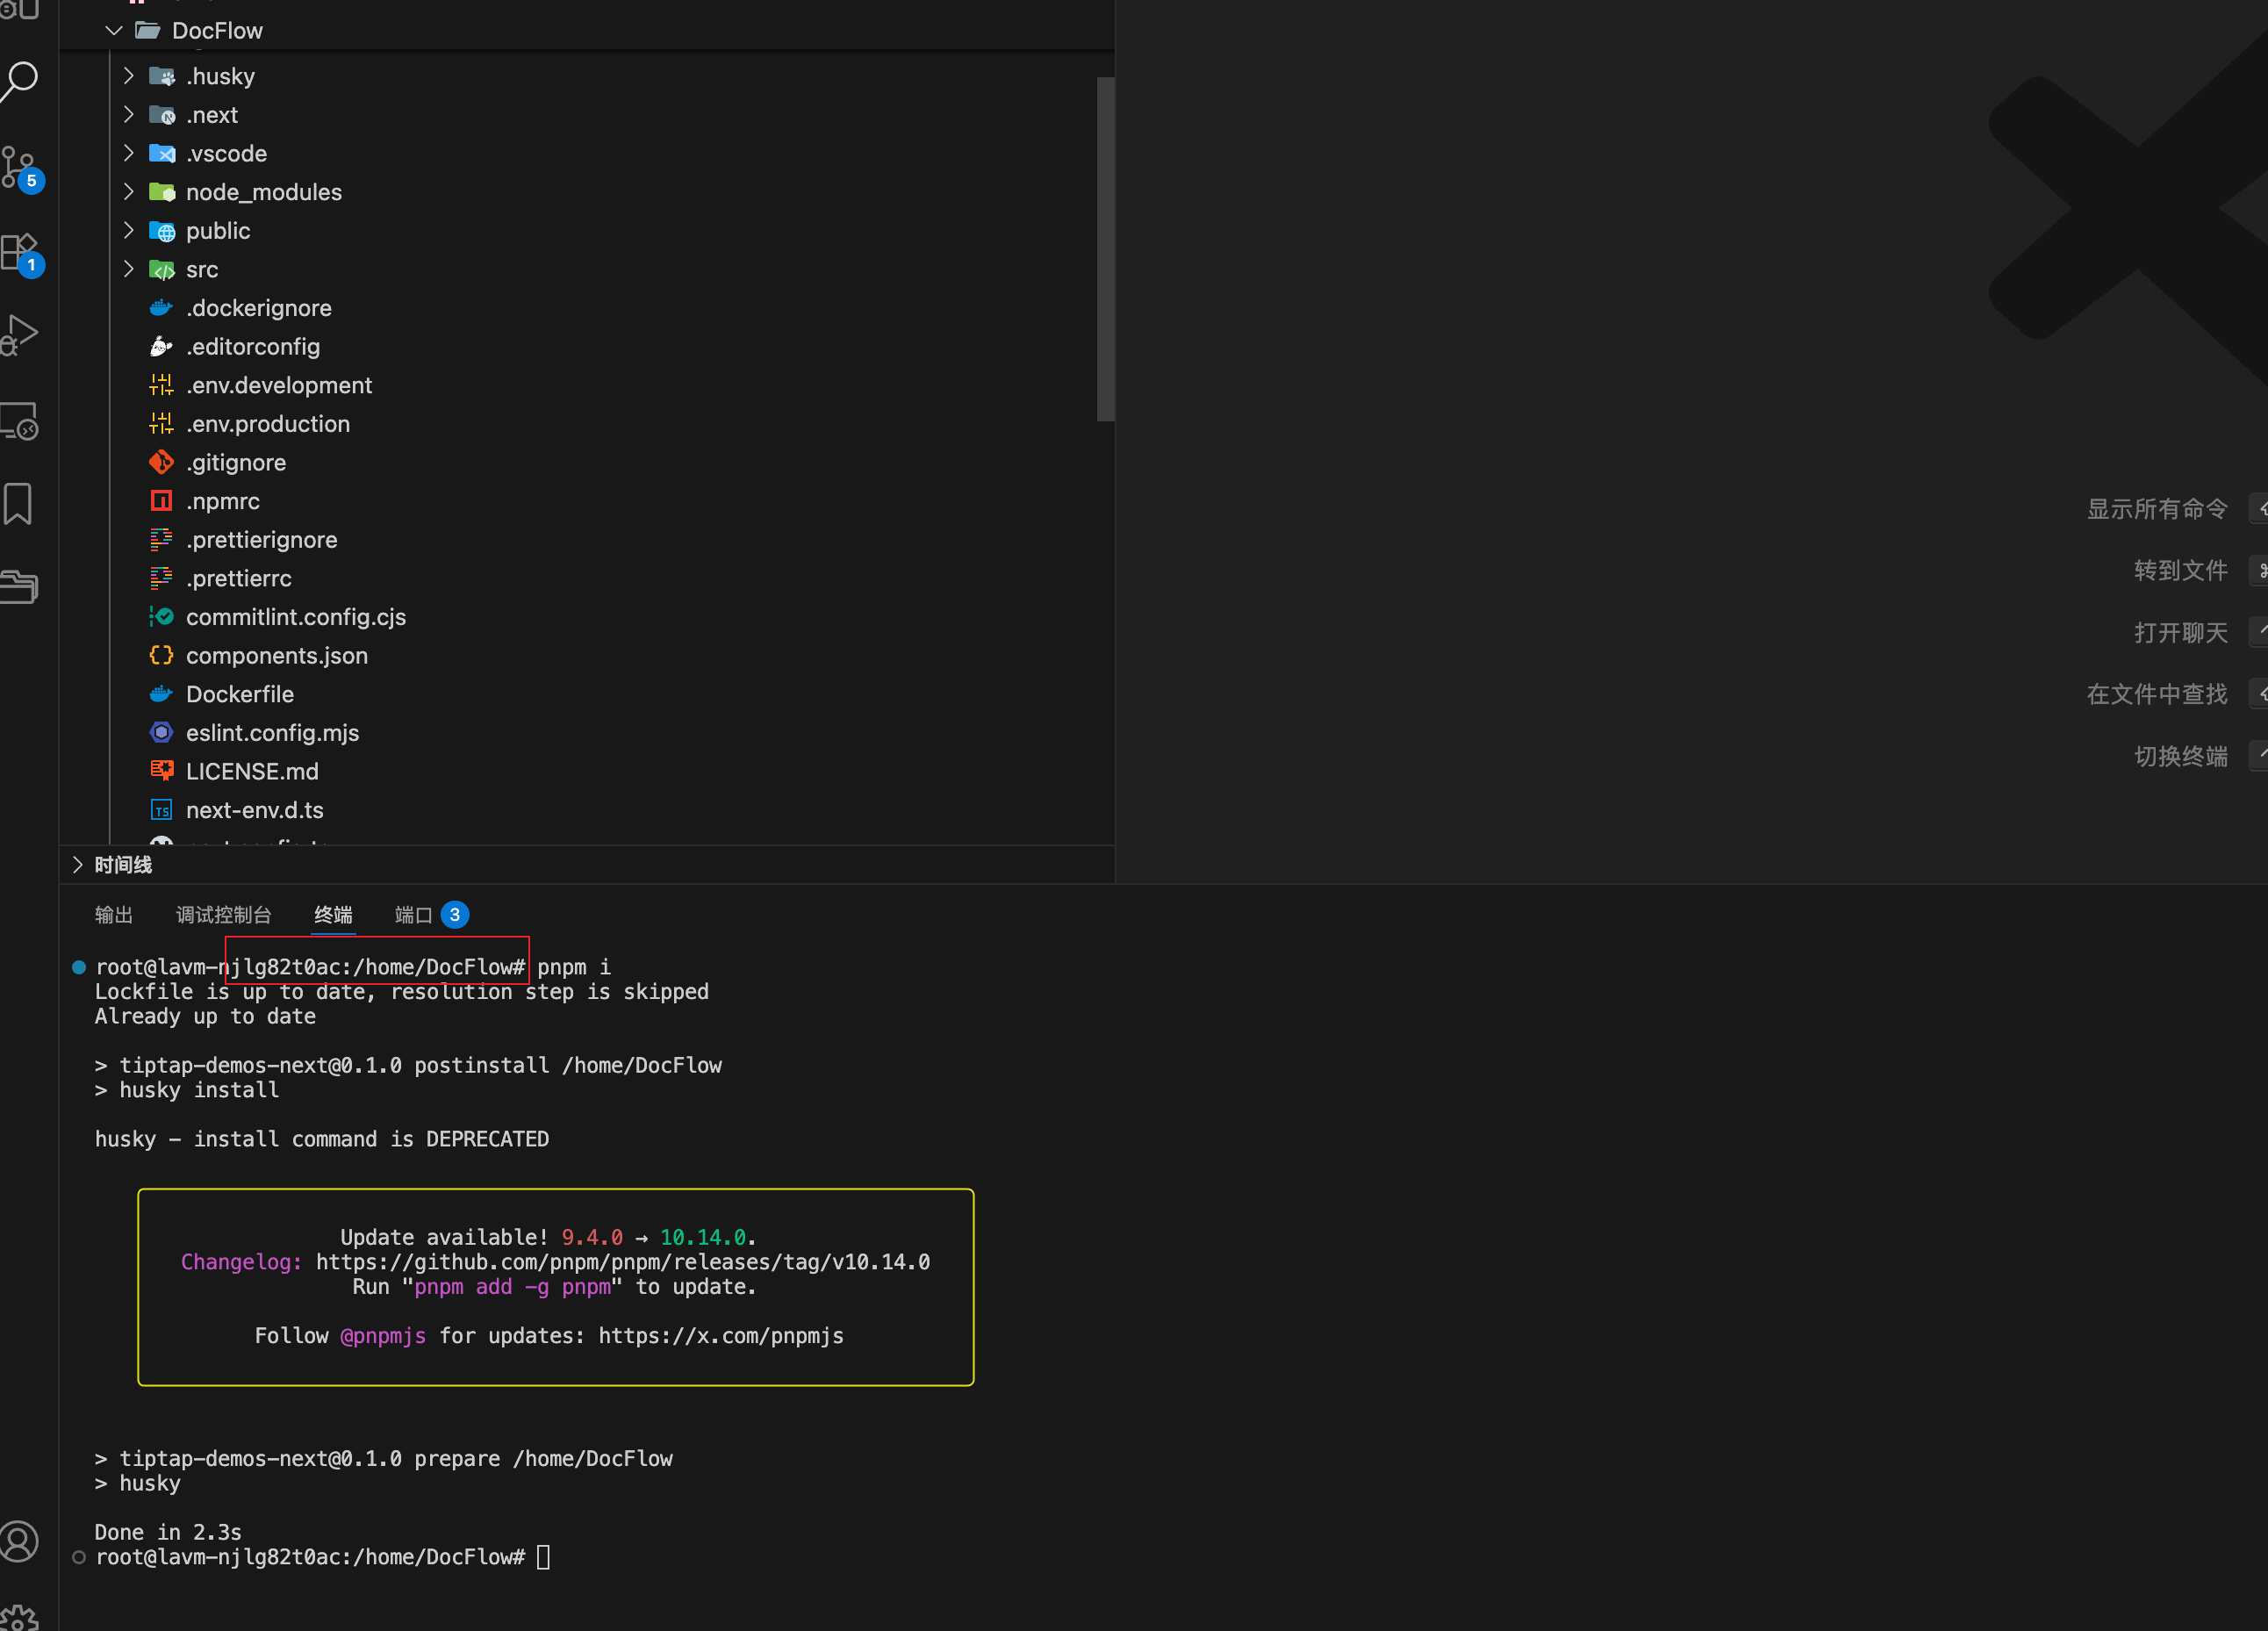 DocFlow
.husky
.next
.vscode
node_modules
public
src
.dockerignore
.editorconfig
.env.development
.env.production
.gitignore
.npmrc
.prettierignore
.prettierrc
commitlint.config.cjs
components.json
Dockerfile
eslint.config.mjs
LICENSE.md
next-env.d.ts
时间线
5
1
显示所有命令
转到文件
打开聊天
在文件中查找
切换终端
输出 调试控制台 终端 端口 3
root@lavm-njlg82t0ac:/home/DocFlow# pnpm i
Lockfile is up to date, resolution step is skipped
Already up to date
> tiptap-demos-next@0.1.0 postinstall /home/DocFlow
> husky install
husky - install command is DEPRECATED
Update available! 9.4.0 → 10.14.0.
Changelog: https://github.com/pnpm/pnpm/releases/tag/v10.14.0
Run "pnpm add -g pnpm" to update.
Follow @pnpmjs for updates: https://x.com/pnpmjs
> tiptap-demos-next@0.1.0 prepare /home/DocFlow
> husky
Done in 2.3s
root@lavm-njlg82t0ac:/home/DocFlow#